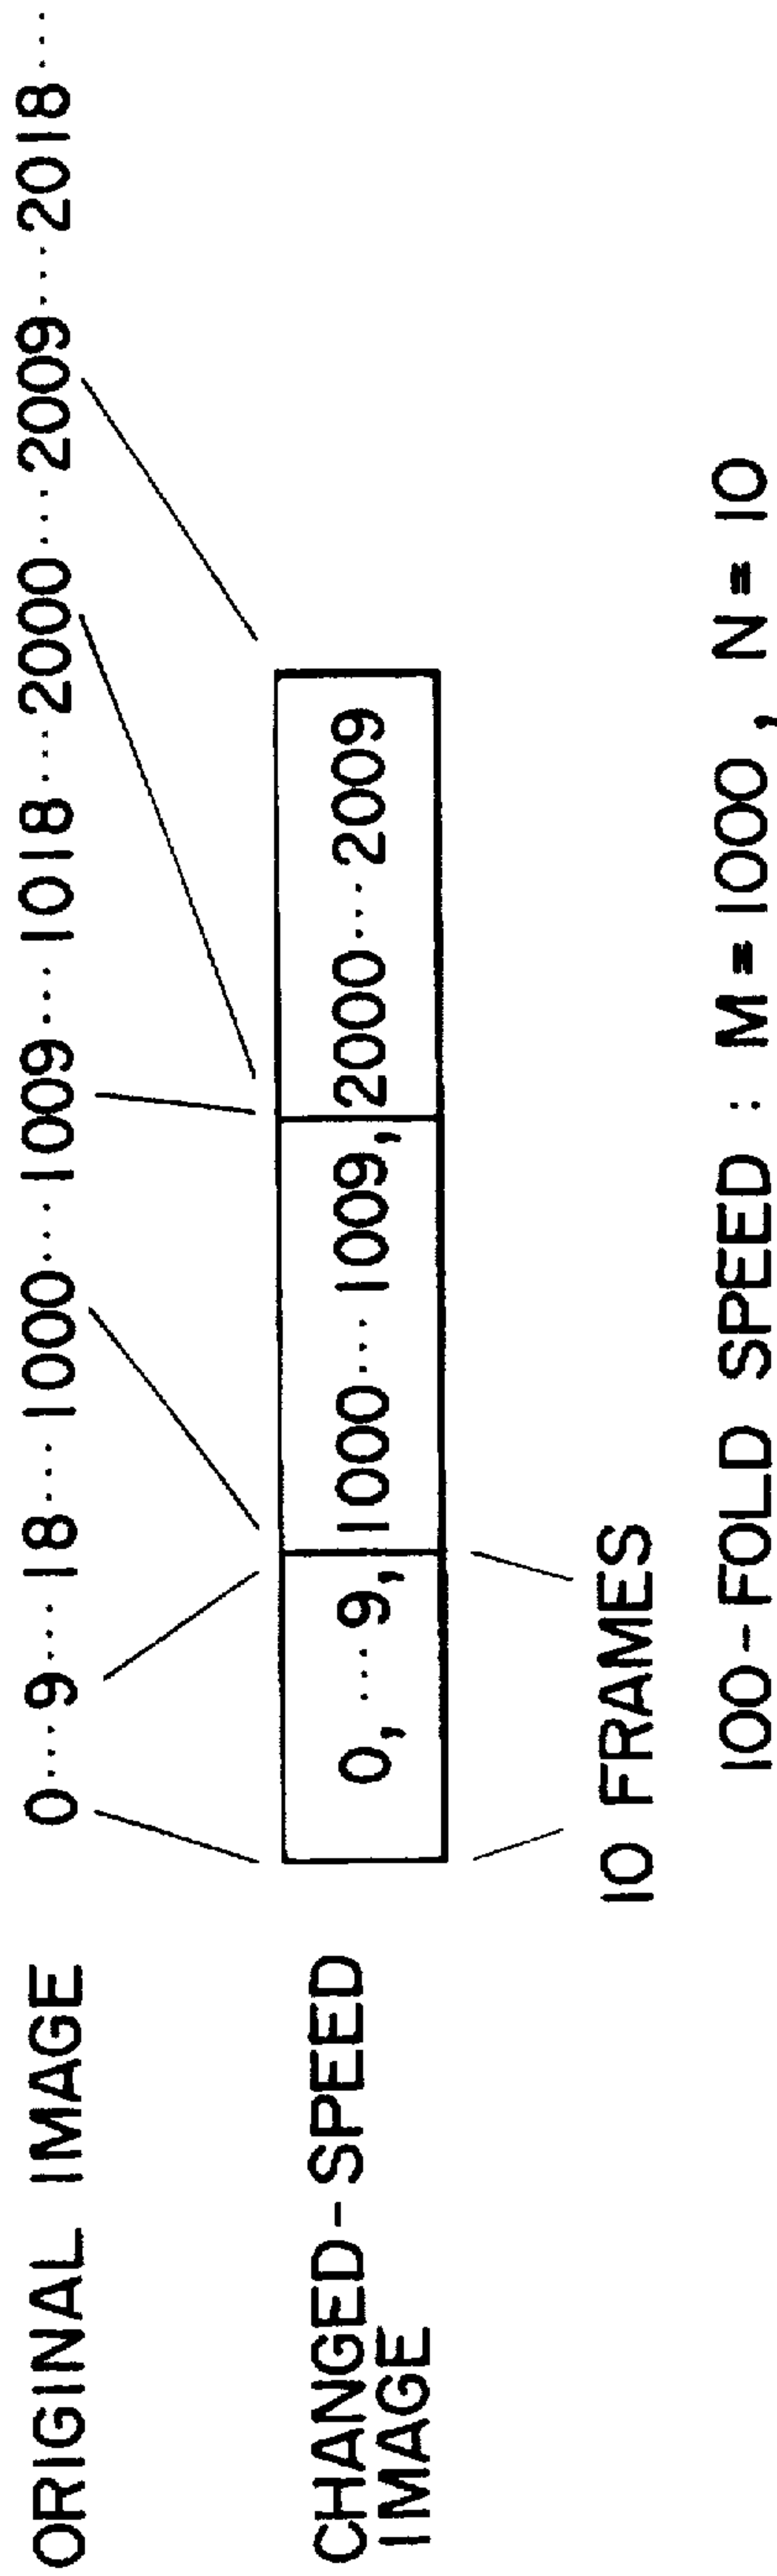 ORIGINAL IMAGE 0···9···18···1000···1009···1018···2000···2009···2018···
CHANGED-SPEED
IMAGE
0, ···9, 1000···1009, 2000···2009
10 FRAMES
100-FOLD SPEED : M=1000, N=10